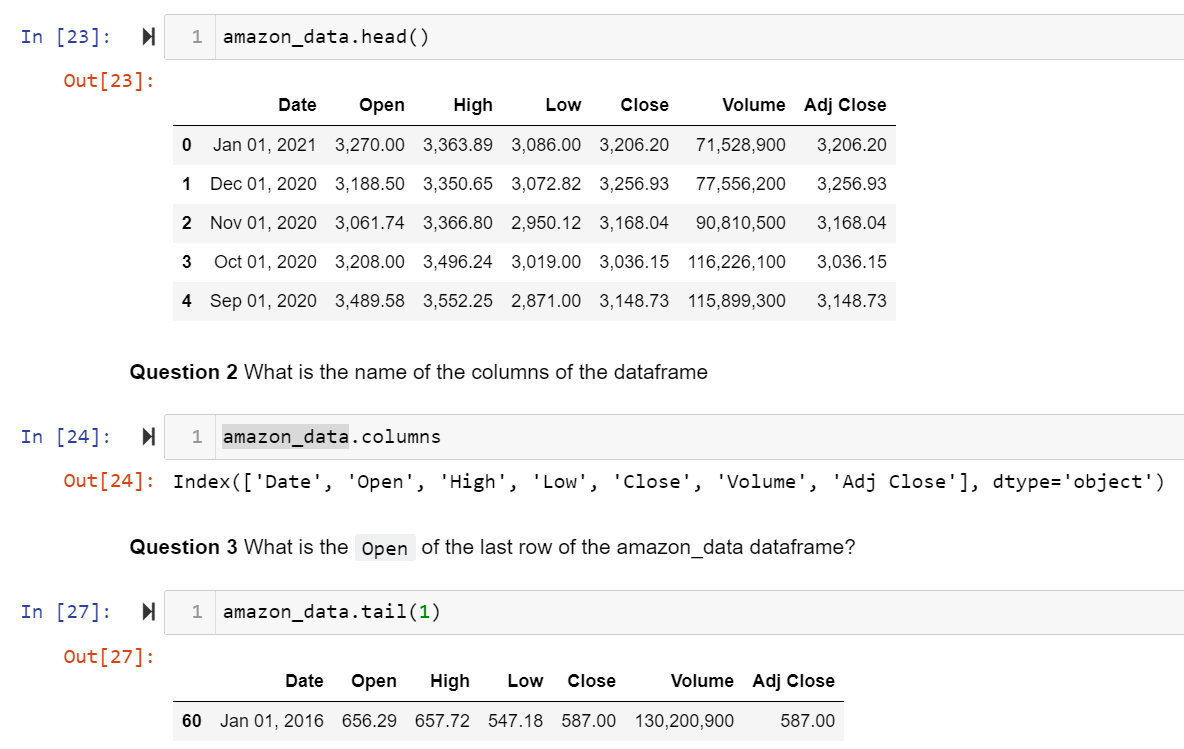 In [23]: 1 amazon_data.head()
Out[23]:
Date Open High Low Close Volume Adj Close
0 Jan 01, 2021 3,270.00 3,363.89 3,086.00 3,206.20 71,528,900 3,206.20
1 Dec 01, 2020 3,188.50 3,350.65 3,072.82 3,256.93 77,556,200 3,256.93
2 Nov 01, 2020 3,061.74 3,366.80 2,950.12 3,168.04 90,810,500 3,168.04
3 Oct 01, 2020 3,208.00 3,496.24 3,019.00 3,036.15 116,226,100 3,036.15
4 Sep 01, 2020 3,489.58 3,552.25 2,871.00 3,148.73 115,899,300 3,148.73
Question 2 What is the name of the columns of the dataframe
In [24]: 1 amazon_data.columns
Out[24]: Index(['Date', 'Open', 'High', 'Low', 'Close', 'Volume', 'Adj Close'], dtype='object')
Question 3 What is the Open of the last row of the amazon_data dataframe?
In [27]: 1 amazon_data.tail(1)
Out[27]:
Date Open High Low Close Volume Adj Close
60 Jan 01, 2016 656.29 657.72 547.18 587.00 130,200,900 587.00